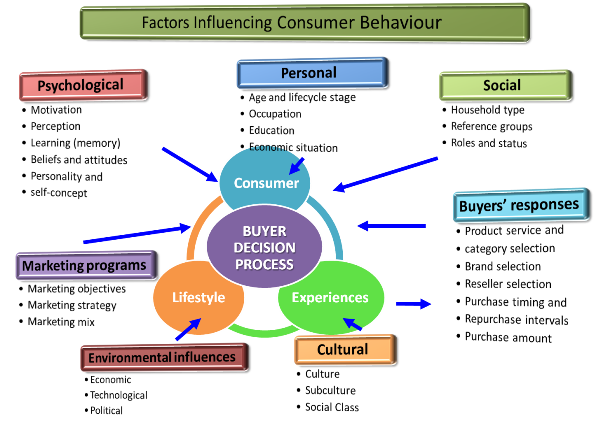 Factors Influencing Consumer Behaviour
Psychological
• Motivation
• Perception
• Learning (memory)
• Beliefs and attitudes
• Personality and
• self-concept
Personal
• Age and lifecycle stage
• Occupation
• Education
• Economic situation
Social
• Household type
• Reference groups
• Roles and status
Consumer
BUYER
DECISION
PROCESS
Lifestyle
Experiences
Buyers' responses
• Product service and
• category selection
• Brand selection
• Reseller selection
• Purchase timing and
• Repurchase intervals
• Purchase amount
Marketing programs
• Marketing objectives
• Marketing strategy
• Marketing mix
Environmental influences
• Economic
• Technological
• Political
Cultural
• Culture
• Subculture
• Social Class